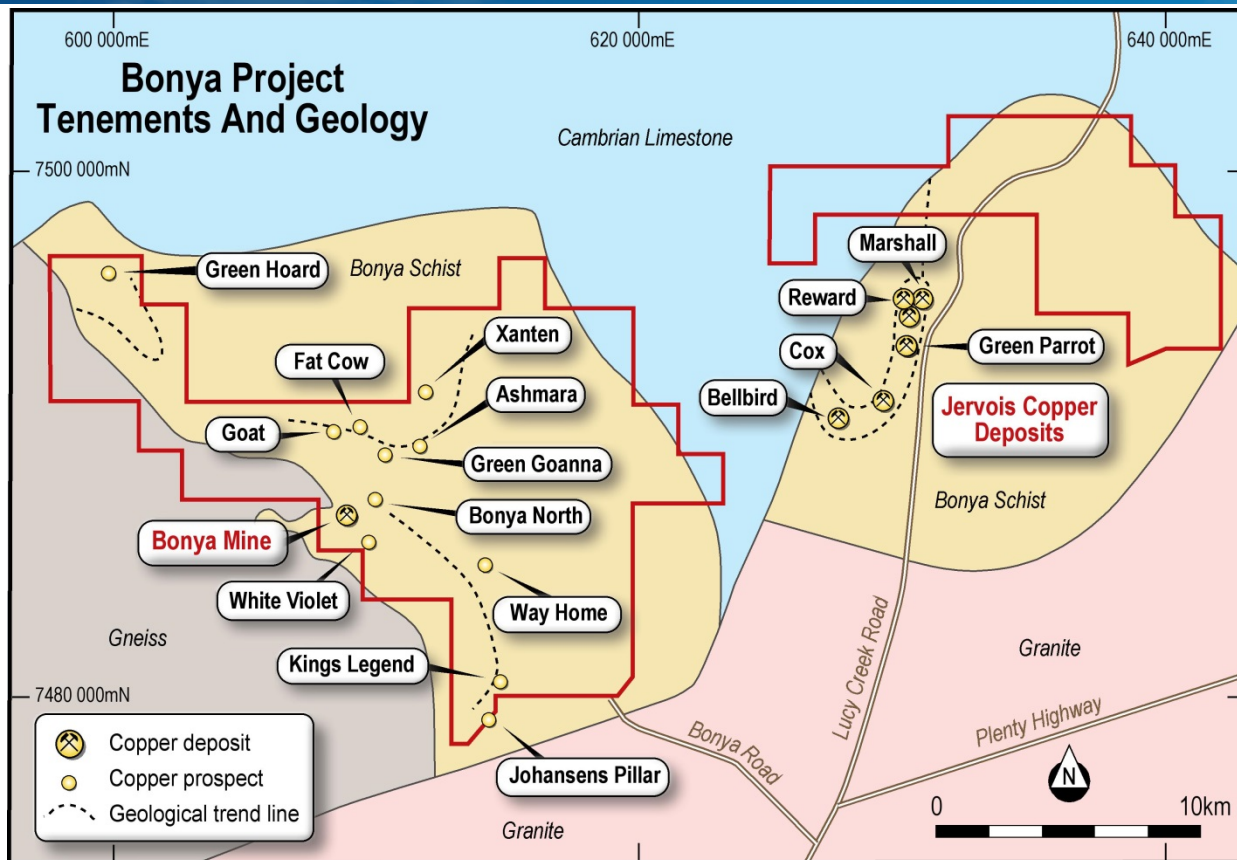 600 000mE
620 000mE
640 000mE
Bonya Project
Tenements And Geology
Cambrian Limestone
7500 000mN
Marshall
Green Hoard
Bonya Schist
Reward
Xanten
Fat Cow
Cox
Green Parrot
Ashmara
Bellbird
Jervois Copper
Deposits
Goat
Green Goanna
Bonya Schist
Bonya North
Bonya Mine
White Violet
Way Home
Gneiss
Granite
Kings Legend
Lucy Creek Road
7480 000mN
Plenty Highway
Bonya Road
Copper deposit
Copper prospect
Geological trend line
Johansens Pillar
N
0
10km
Granite